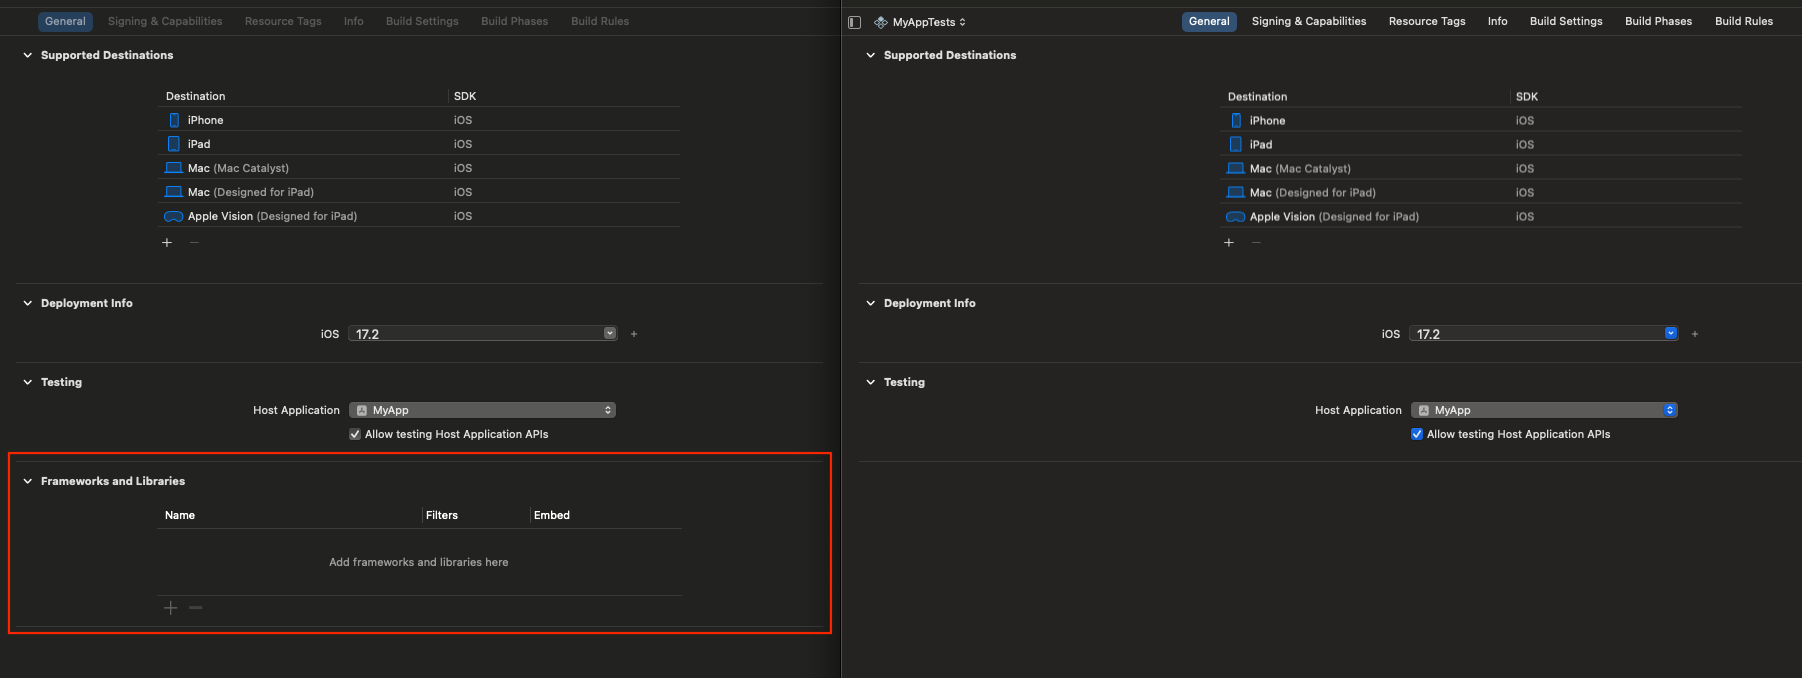 General Signing & Capabilities Resource Tags Info Build Settings Build Phases Build Rules
Supported Destinations
Destination SDK
iPhone iOS
iPad iOS
Mac (Mac Catalyst) iOS
Mac (Designed for iPad) iOS
Apple Vision (Designed for iPad) iOS
Deployment Info
iOS 17.2
Testing
Host Application MyApp
Allow testing Host Application APIs
Frameworks and Libraries
Name Filters Embed
Add frameworks and libraries here
MyAppTests General Signing & Capabilities Resource Tags Info Build Settings Build Phases Build Rules
Supported Destinations
Destination SDK
iPhone iOS
iPad iOS
Mac (Mac Catalyst) iOS
Mac (Designed for iPad) iOS
Apple Vision (Designed for iPad) iOS
Deployment Info
iOS 17.2
Testing
Host Application MyApp
Allow testing Host Application APIs